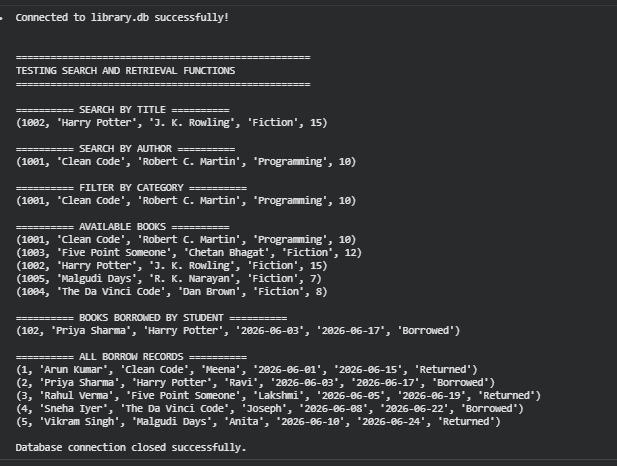 Connected to library.db successfully!
==================================================
TESTING SEARCH AND RETRIEVAL FUNCTIONS
==================================================
========== SEARCH BY TITLE ==========
(1002, 'Harry Potter', 'J. K. Rowling', 'Fiction', 15)
========== SEARCH BY AUTHOR ==========
(1001, 'Clean Code', 'Robert C. Martin', 'Programming', 10)
========== FILTER BY CATEGORY ==========
(1001, 'Clean Code', 'Robert C. Martin', 'Programming', 10)
========== AVAILABLE BOOKS ==========
(1001, 'Clean Code', 'Robert C. Martin', 'Programming', 10)
(1003, 'Five Point Someone', 'Chetan Bhagat', 'Fiction', 12)
(1002, 'Harry Potter', 'J. K. Rowling', 'Fiction', 15)
(1005, 'Malgudi Days', 'R. K. Narayan', 'Fiction', 7)
(1004, 'The Da Vinci Code', 'Dan Brown', 'Fiction', 8)
========== BOOKS BORROWED BY STUDENT ==========
(102, 'Priya Sharma', 'Harry Potter', '2026-06-03', '2026-06-17', 'Borrowed')
========== ALL BORROW RECORDS ==========
(1, 'Arun Kumar', 'Clean Code', 'Meena', '2026-06-01', '2026-06-15', 'Returned')
(2, 'Priya Sharma', 'Harry Potter', 'Ravi', '2026-06-03', '2026-06-17', 'Borrowed')
(3, 'Rahul Verma', 'Five Point Someone', 'Lakshmi', '2026-06-05', '2026-06-19', 'Returned')
(4, 'Sneha Iyer', 'The Da Vinci Code', 'Joseph', '2026-06-08', '2026-06-22', 'Borrowed')
(5, 'Vikram Singh', 'Malgudi Days', 'Anita', '2026-06-10', '2026-06-24', 'Returned')
Database connection closed successfully.